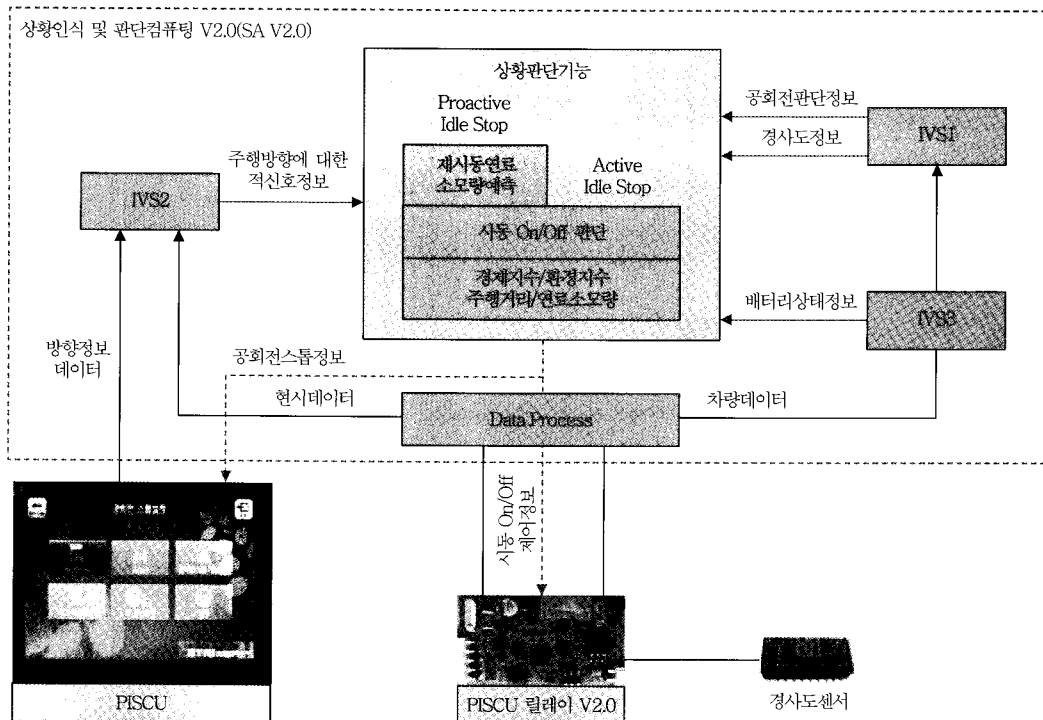 상황인식 및 판단컴퓨팅 V2.0(SA V2.0)
상황판단기능
Proactive
Idle Stop
재시동연료
소모량예측
Active
Idle Stop
시동 On/Off 판단
경제지수/환경지수
주행거리/연료소모량
주행방향에 대한
적신호정보
IVS2
공회전판단정보
경사도정보
IVS1
배터리상태정보
IVS3
방향정보
데이터
공회전스톱정보
현시데이터
차량데이터
Data Process
시동 On/Off
제어정보
PISCU
PISCU 릴레이 V2.0
경사도센서